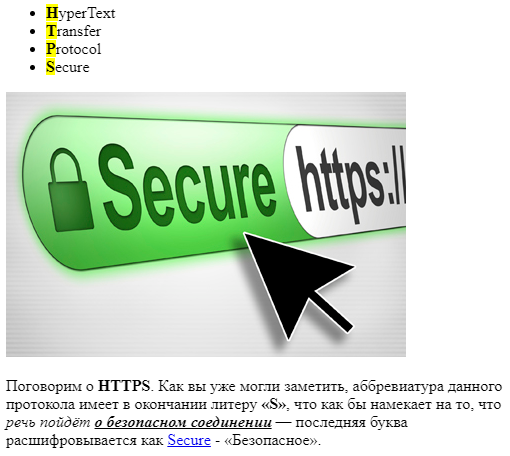 HyperText
Transfer
Protocol
Secure
Secure https://
Поговорим о HTTPS. Как вы уже могли заметить, аббревиатура данного
протокола имеет в окончании литеру «S», что как бы намекает на то, что
речь пойдёт о безопасном соединении — последняя буква
расшифровывается как Secure - «Безопасное».